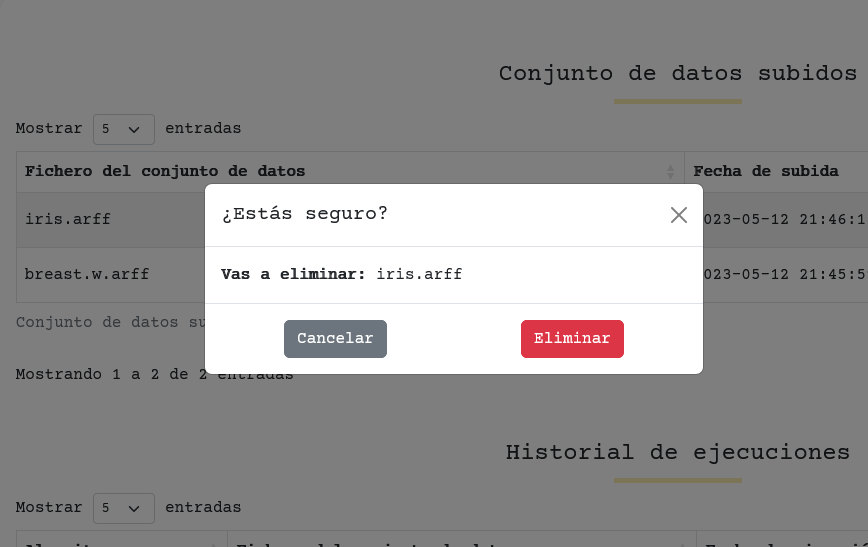 Conjunto de datos subidos
Mostrar 5 entradas
Fichero del conjunto de datos Fecha de subida
¿Estás seguro?
iris.arff 023-05-12 21:46:1
Vas a eliminar: iris.arff
breast.w.arff 023-05-12 21:45:5
Conjunto de datos su
Cancelar Eliminar
Mostrando 1 a 2 de 2 entradas
Historial de ejecuciones
Mostrar 5 entradas